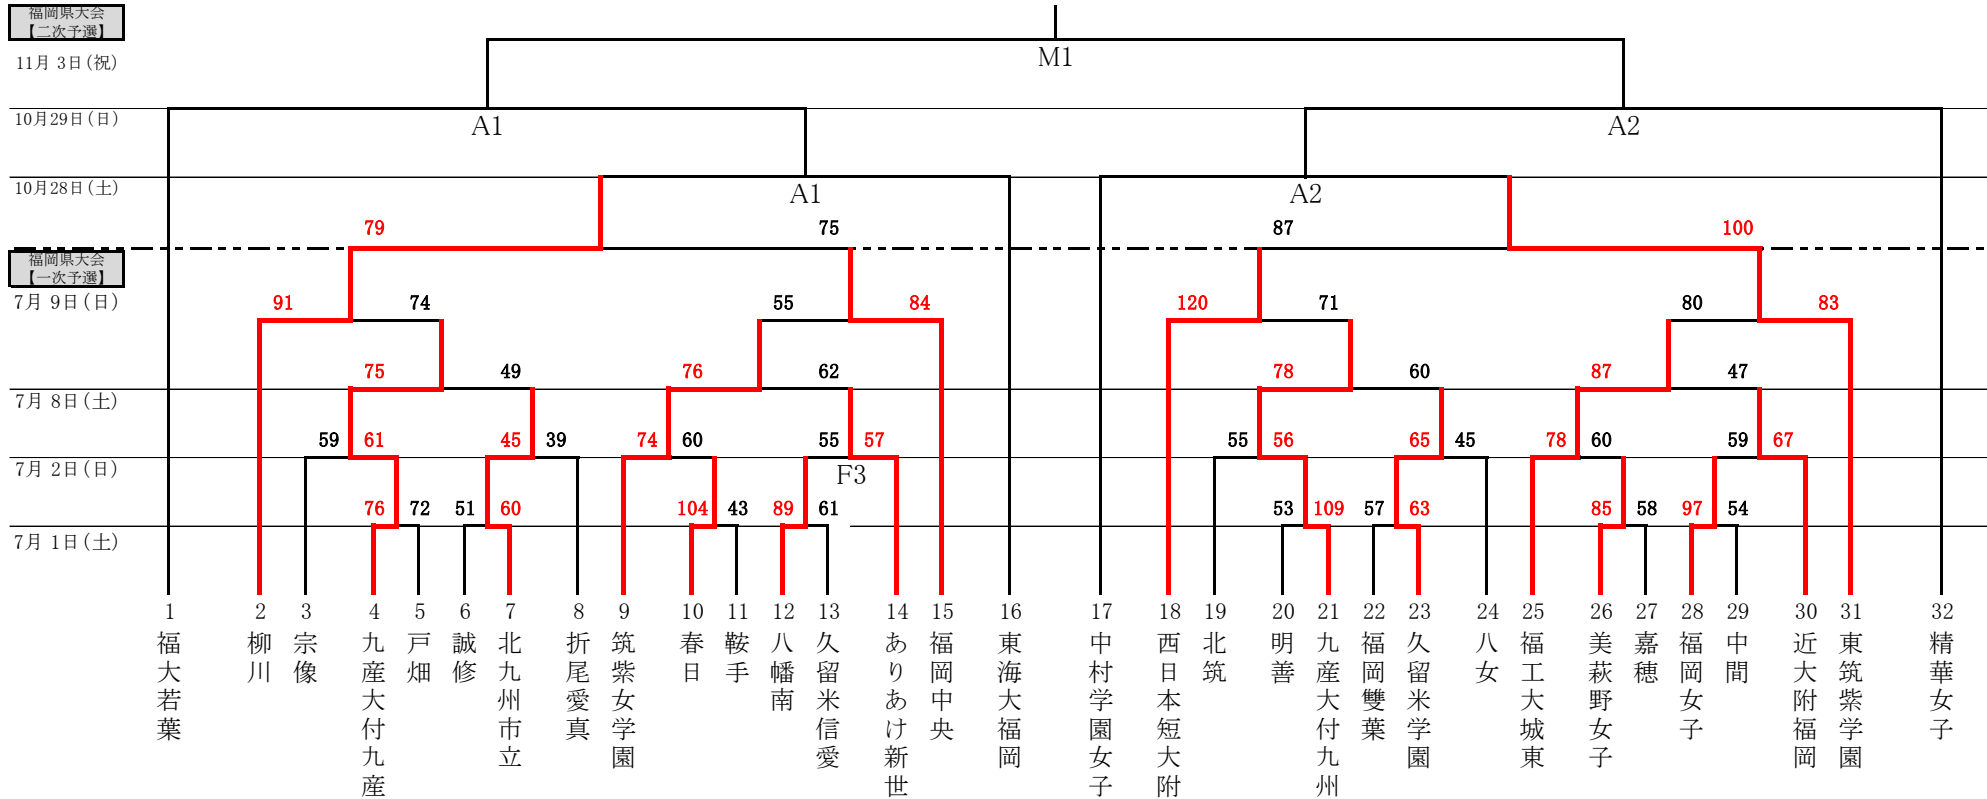 福岡県大会
【二次予選】
11月 3日(祝)
M1
10月29日(日)
A1
A2
10月28日(土)
A1
A2
79
75
87
100
福岡県大会
【一次予選】
7月 9日(日)
91
74
55
84
120
71
80
83
75
49
76
62
78
60
87
47
7月 8日(土)
59
61
45
39
74
60
55
57
55
56
65
45
78
60
59
67
7月 2日(日)
F3
76
72
51
60
104
43
89
61
53
109
57
63
85
58
97
54
7月 1日(土)
1
2
3
4
5
6
7
8
9
10
11
12
13
14
15
16
17
18
19
20
21
22
23
24
25
26
27
28
29
30
31
32
福大若葉
柳川
宗像
九産大付九産
戸畑
誠修
北九州市立
折尾愛真
筑紫女学園
春日
鞍手
八幡南
久留米信愛
ありあけ新世
福岡中央
東海大福岡
中村学園女子
西日本短大附
北筑
明善
九産大付九州
福岡雙葉
久留米学園
八女
福工大城東
美萩野女子
嘉穂
福岡女子
中間
近大附福岡
東筑紫学園
精華女子